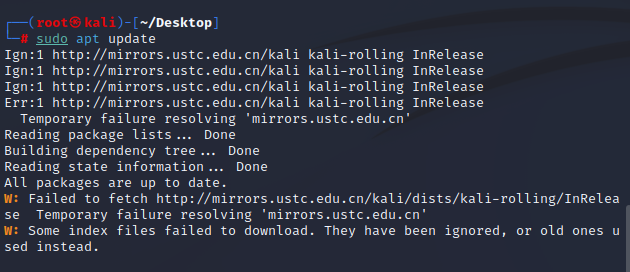 ┌──(root㉿kali)-[~/Desktop]
└─# sudo apt update
Ign:1 http://mirrors.ustc.edu.cn/kali kali-rolling InRelease
Ign:1 http://mirrors.ustc.edu.cn/kali kali-rolling InRelease
Ign:1 http://mirrors.ustc.edu.cn/kali kali-rolling InRelease
Err:1 http://mirrors.ustc.edu.cn/kali kali-rolling InRelease
  Temporary failure resolving 'mirrors.ustc.edu.cn'
Reading package lists... Done
Building dependency tree... Done
Reading state information... Done
All packages are up to date.
W: Failed to fetch http://mirrors.ustc.edu.cn/kali/dists/kali-rolling/InRelea
se  Temporary failure resolving 'mirrors.ustc.edu.cn'
W: Some index files failed to download. They have been ignored, or old ones u
sed instead.